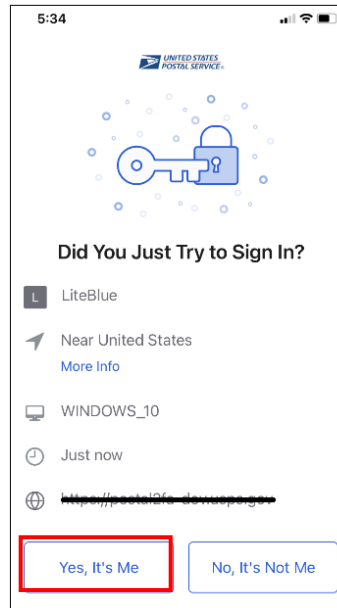 5:34
UNITED STATES
POSTAL SERVICE
Did You Just Try to Sign In?
L LiteBlue
Near United States
More Info
WINDOWS_10
Just now
Yes, It's Me
No, It's Not Me